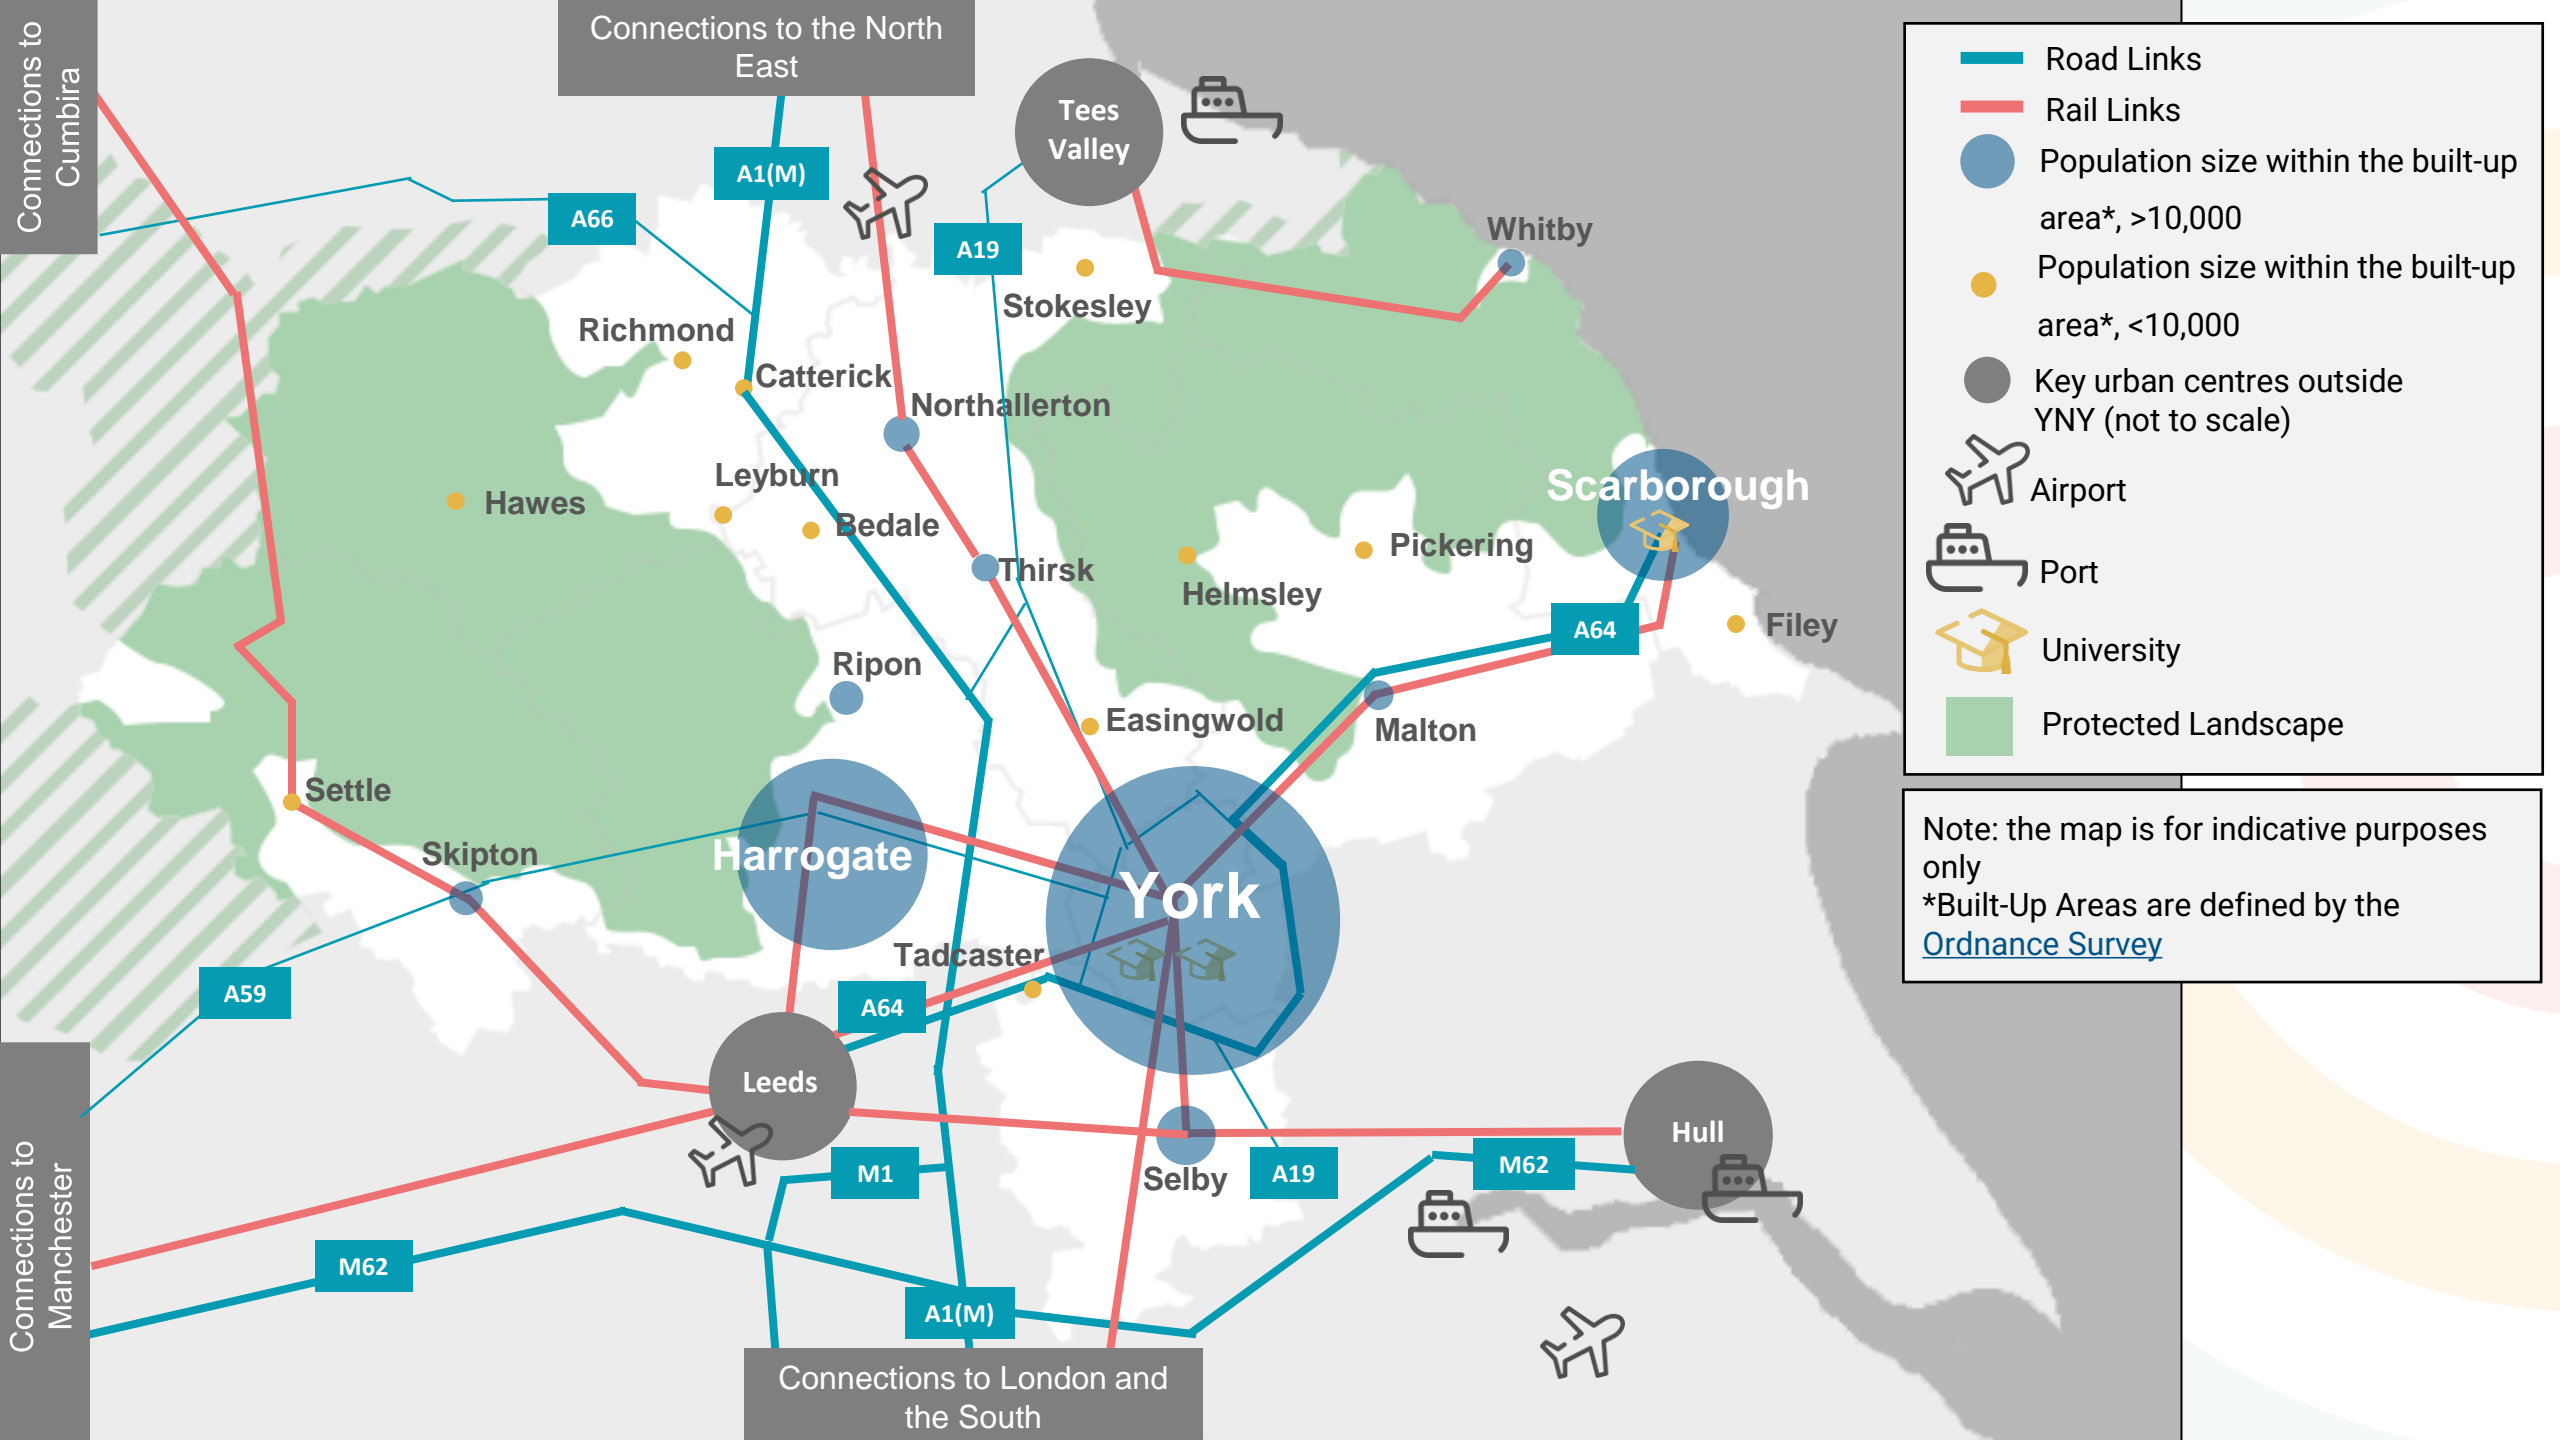 Connections to
Cumbira
Connections to the North
East
Tees
Valley
A1(M)
A66
A19
Whitby
Stokesley
Richmond
Catterick
Northallerton
Leyburn
Hawes
Bedale
Scarborough
Thirsk
Pickering
Helmsley
A64
Filey
Ripon
Easingwold
Malton
Settle
Skipton
Harrogate
York
Tadcaster
A59
A64
Leeds
Hull
M1
Selby
A19
M62
M62
A1(M)
Connections to
Manchester
Connections to London and
the South
Road Links
Rail Links
Population size within the built-up
area*, >10,000
Population size within the built-up
area*, <10,000
Key urban centres outside
YNY (not to scale)
Airport
Port
University
Protected Landscape
Note: the map is for indicative purposes
only
*Built-Up Areas are defined by the
Ordnance Survey